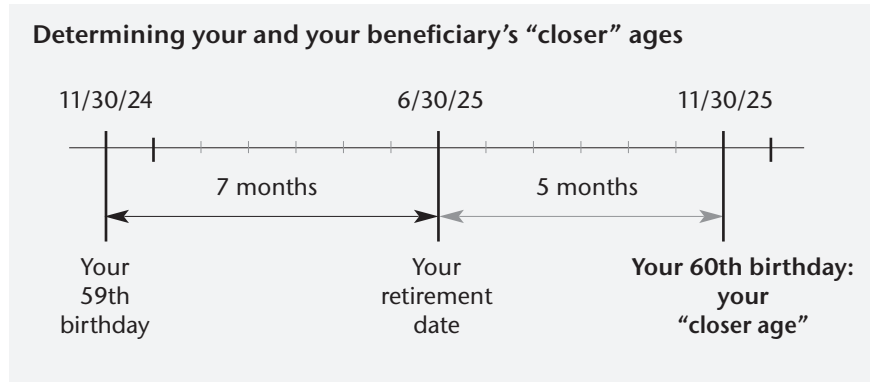 Determining your and your beneficiary’s “closer” ages
11/30/24
6/30/25
11/30/25
7 months
5 months
Your
59th
birthday
Your
retirement
date
Your 60th birthday:
your
“closer age”